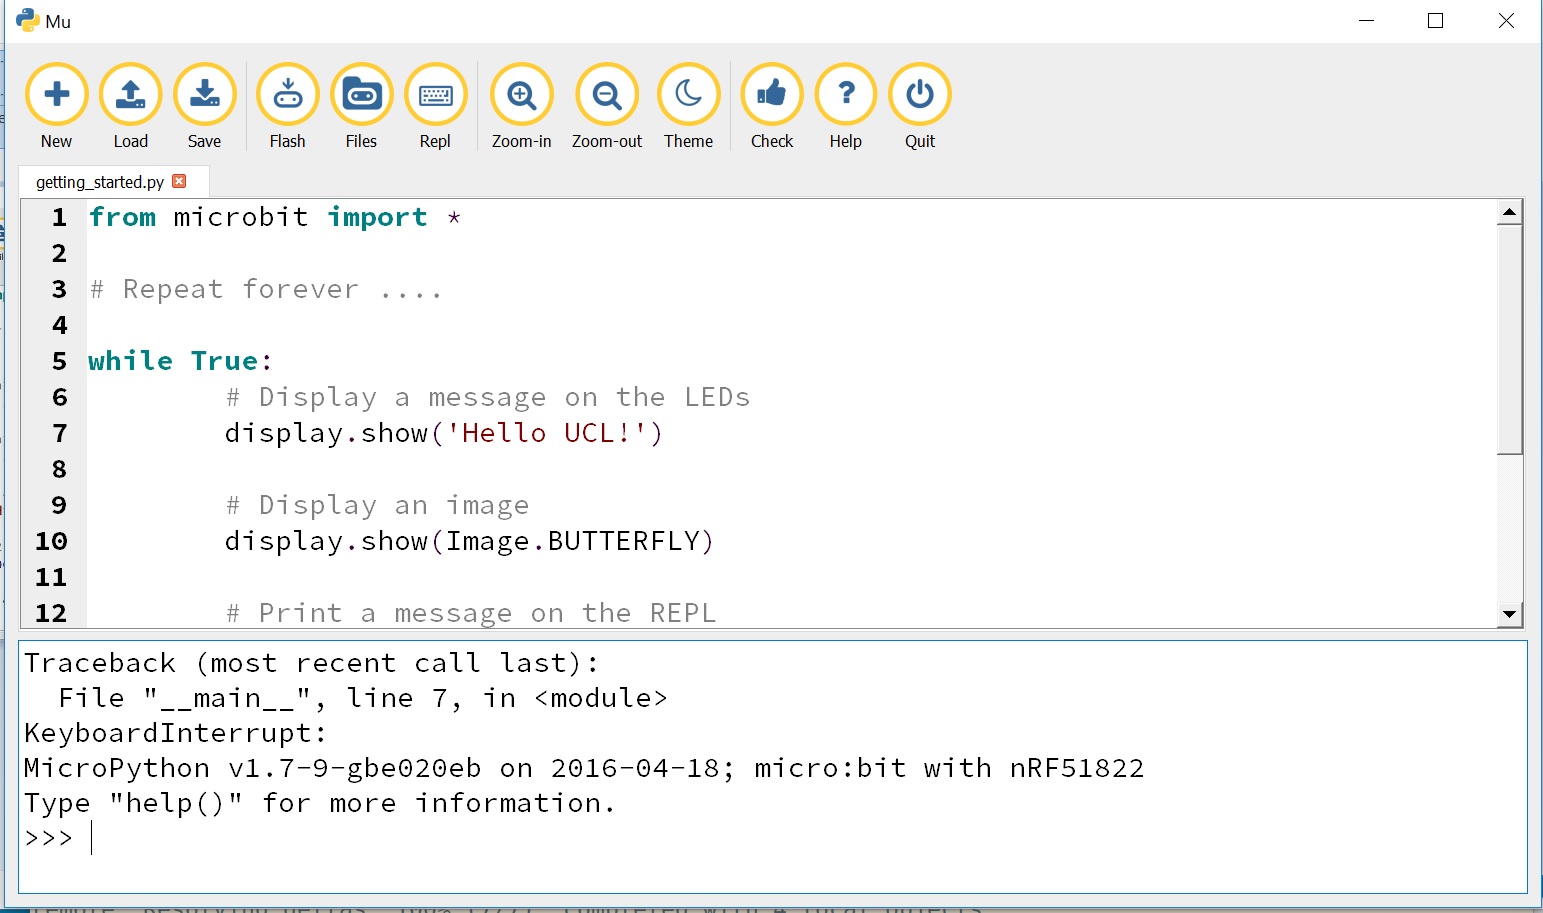 Mu
New Load Save Flash Files Repl Zoom-in Zoom-out Theme Check Help Quit
getting_started.py
1 from microbit import *
2
3 # Repeat forever ....
4
5 while True:
6 # Display a message on the LEDs
7 display.show('Hello UCL!')
8
9 # Display an image
10 display.show(Image.BUTTERFLY)
11
12 # Print a message on the REPL
Traceback (most recent call last):
File "__main__", line 7, in <module>
KeyboardInterrupt:
MicroPython v1.7-9-gbe020eb on 2016-04-18; micro:bit with nRF51822
Type "help()" for more information.
>>>